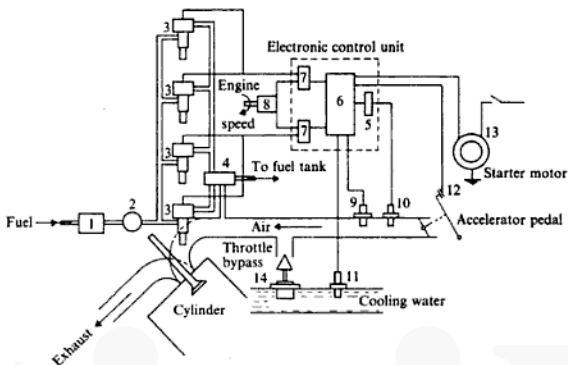 3
Electronic control unit
3
7
Engine
8
6
speed
5
13
7
3
4
To fuel tank
12
Starter motor
2
3
9
10
Fuel
1
Air
Accelerator pedal
Throttle
bypass
14
11
Cooling water
Cylinder
Exhaust